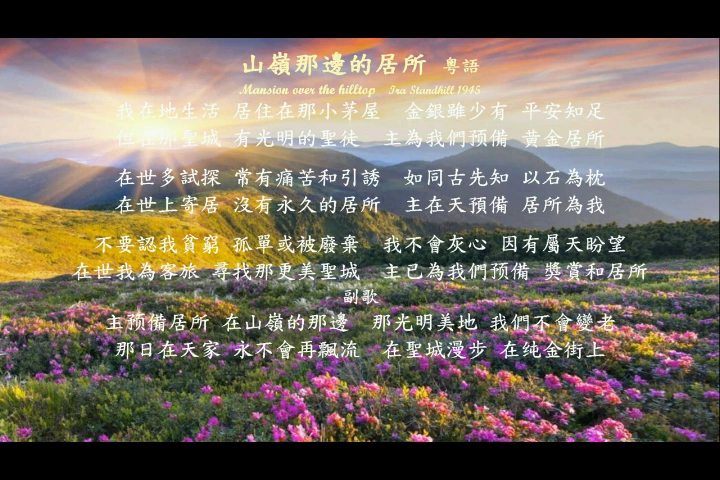 山嶺那邊的居所 粵語
Mansion over the hilltop Ira Standhill 1945
我在地生活 居住在那小茅屋 金銀雖少有 平安知足
但在那聖城 有光明的聖徒 主為我們預備 黃金居所
在世多試探 常有痛苦和引誘 如同古先知 以石為枕
在世上寄居 沒有永久的居所 主在天預備 居所為我
不要認我貧窮 孤單或被廢棄 我不會灰心 因有屬天盼望
在世我為客旅 尋找那更美聖城 主已為我們预備 獎賞和居所
副歌
主预備居所 在山嶺的那邊 那光明美地 我們不會變老
那日在天家 永不會再飄流 在聖城漫步 在纯金街上